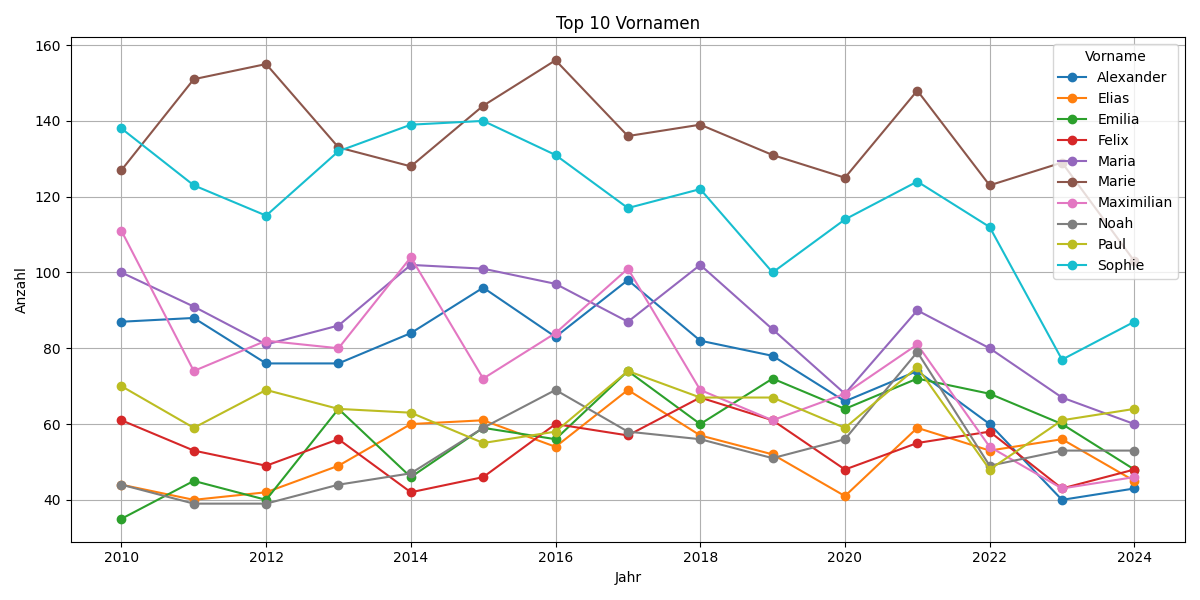 Top 10 Vornamen
160
140
120
100
80
60
40
Anzahl
2010
2012
2014
2016
2018
2020
2022
2024
Jahr
Vorname
Alexander
Elias
Emilia
Felix
Maria
Marie
Maximilian
Noah
Paul
Sophie